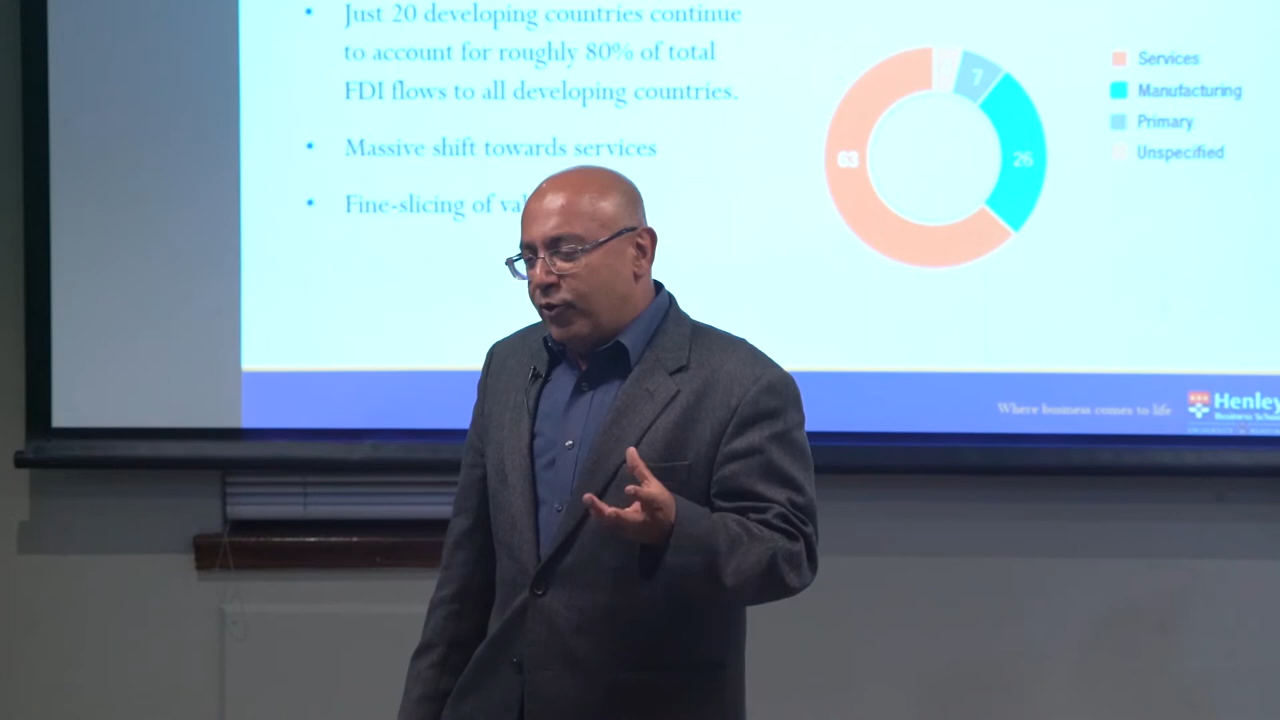 • Just 20 developing countries continue
to account for roughly 80% of total
FDI flows to all developing countries.
• Massive shift towards services
• Fine-slicing of val
7
63
26
Services
Manufacturing
Primary
Unspecified
Where business comes to life
Henley
Business School